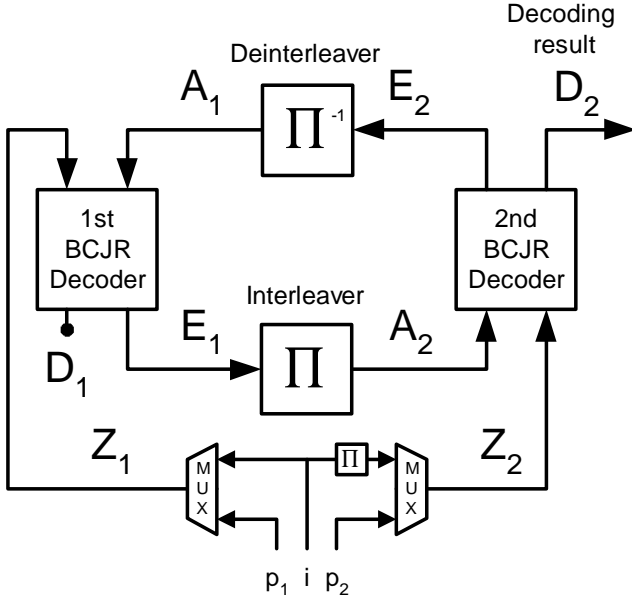 Decoding
result
Deinterleaver
A1
E2
D2
Π-1
1st
BCJR
Decoder
2nd
BCJR
Decoder
Interleaver
E1
A2
Π
D1
Z1
MUX
Π
MUX
Z2
p1 i p2